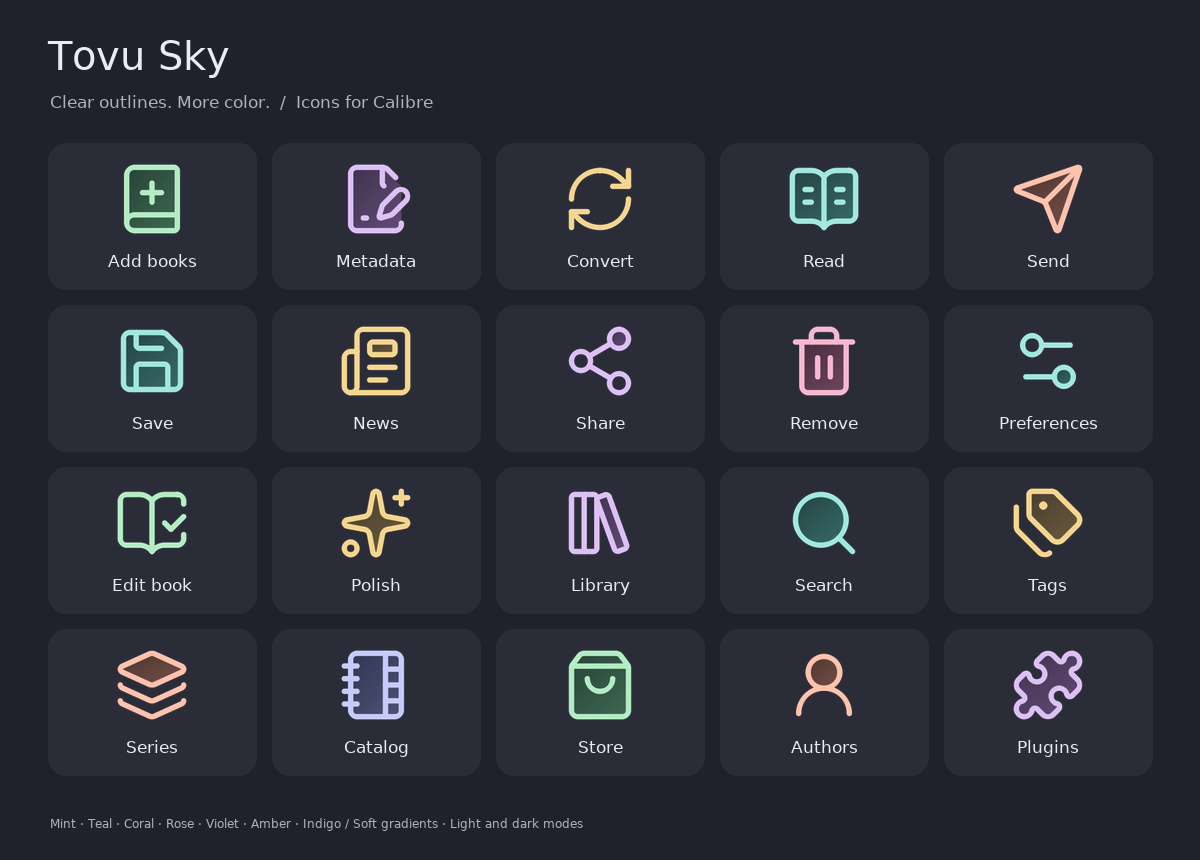 Tovu Sky
Clear outlines. More color.  /  Icons for Calibre
Add books
Metadata
Convert
Read
Send
Save
News
Share
Remove
Preferences
Edit book
Polish
Library
Search
Tags
Series
Catalog
Store
Authors
Plugins
Mint · Teal · Coral · Rose · Violet · Amber · Indigo / Soft gradients · Light and dark modes